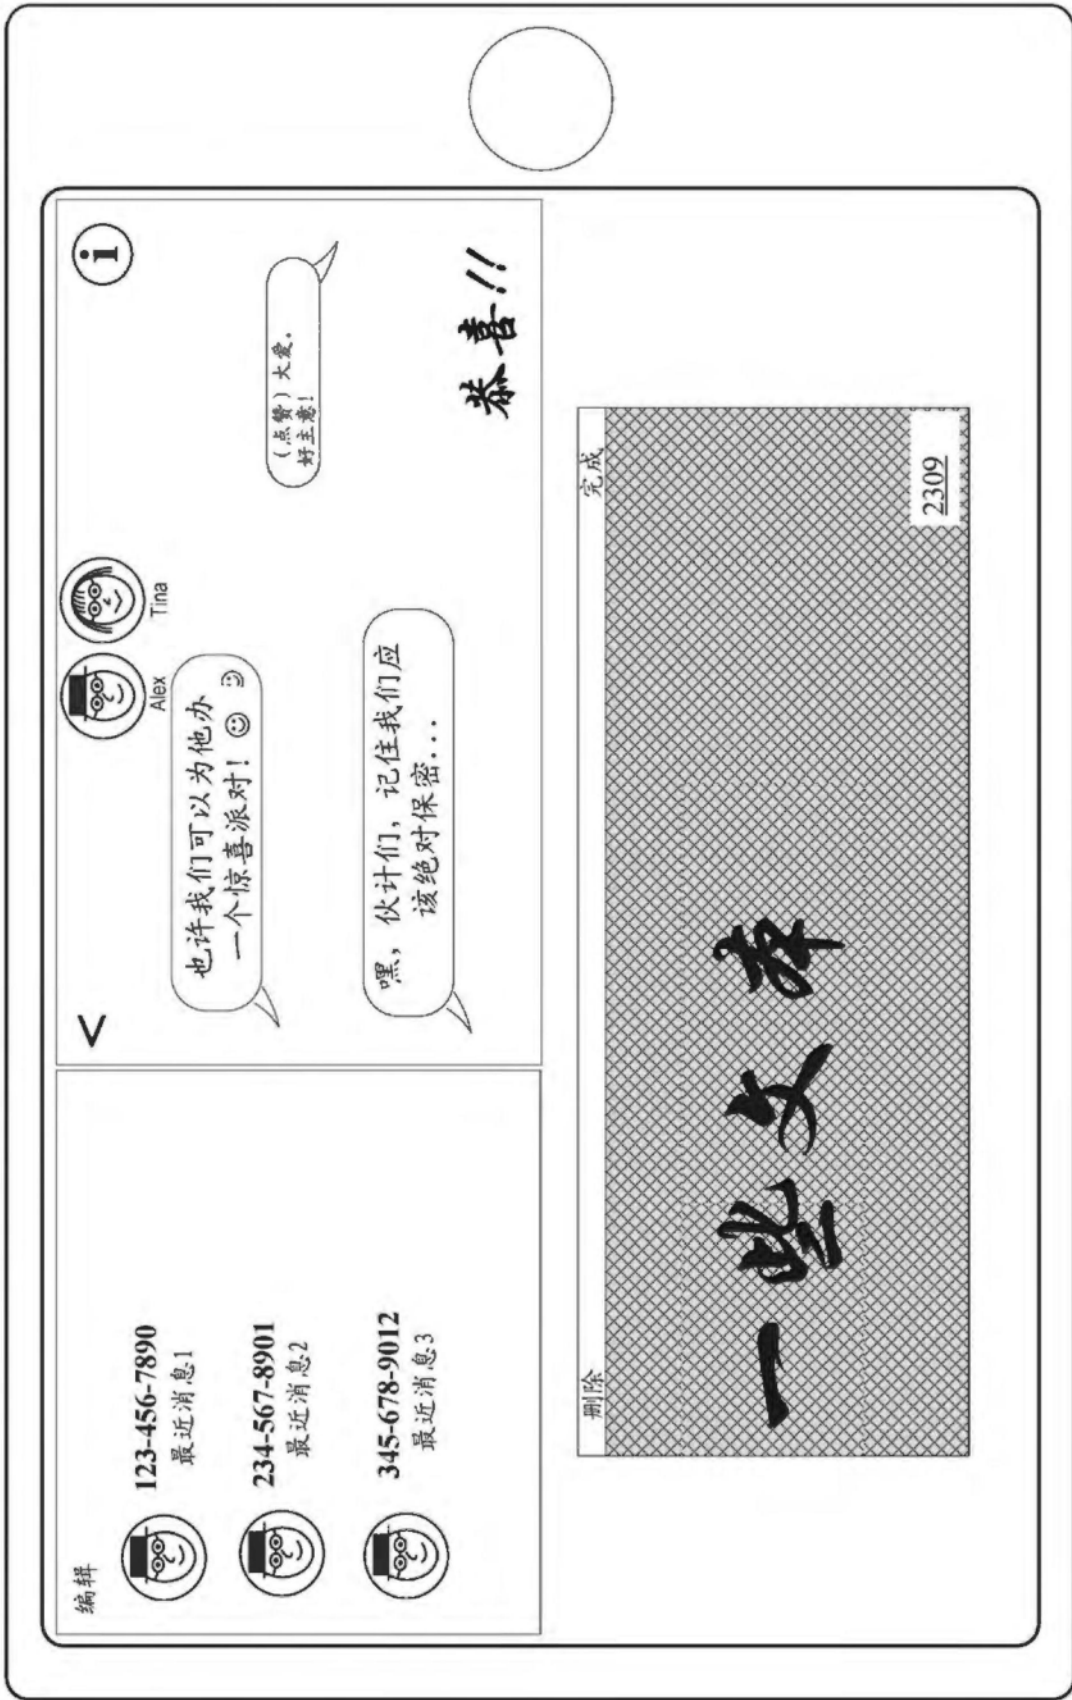 编辑
123-456-7890
最近消息1
234-567-8901
最近消息2
345-678-9012
最近消息3
<
i
Alex
Tina
也许我们可以为他办
一个惊喜派对！
(点赞) 大爱.
好主意!
嘿，伙计们，记住我们应
该绝对保密...
恭喜!!
删除
完成
一些文本
2309